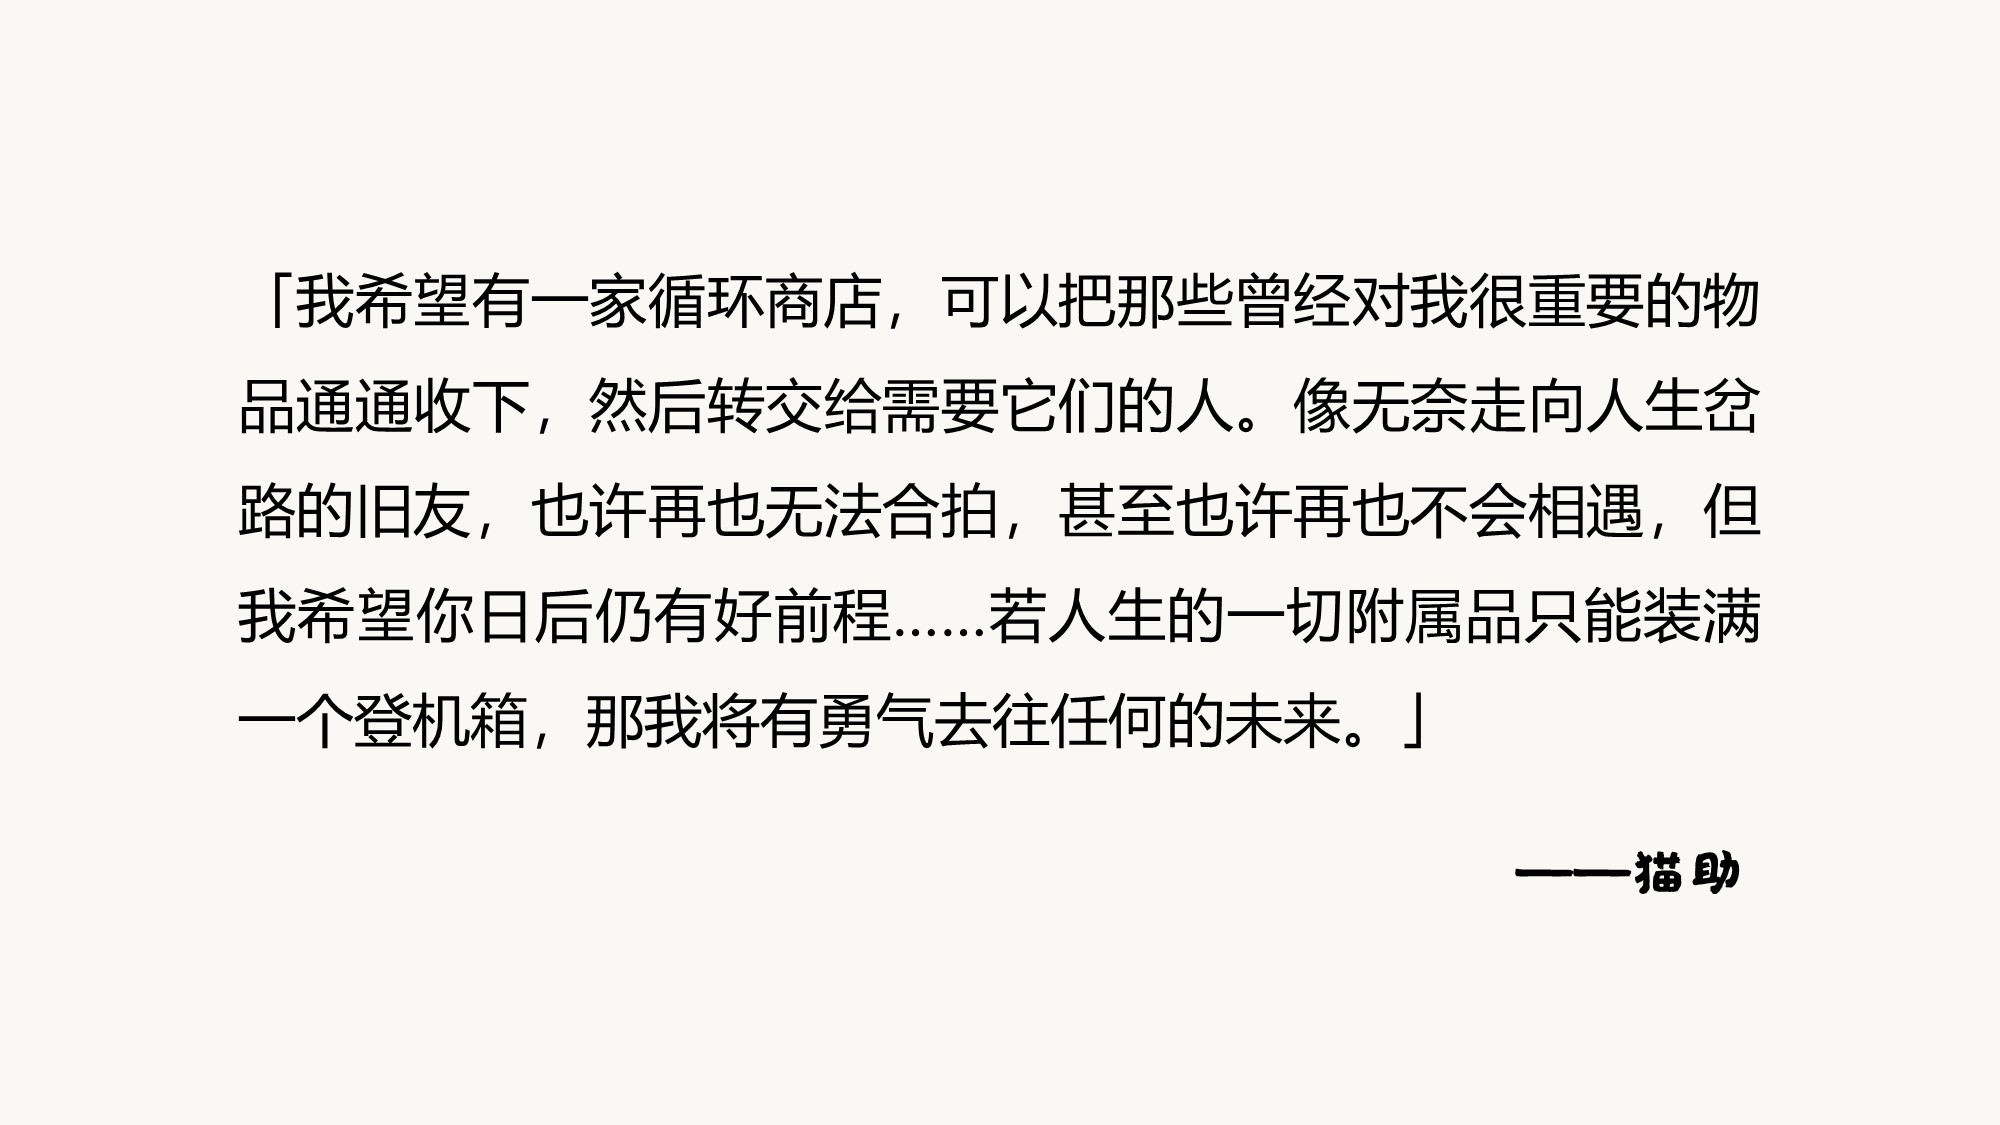 「我希望有一家循环商店，可以把那些曾经对我很重要的物
品通通收下，然后转交给需要它们的人。像无奈走向人生岔
路的旧友，也许再也无法合拍，甚至也许再也不会相遇，但
我希望你日后仍有好前程……若人生的一切附属品只能装满
一个登机箱，那我将有勇气去往任何的未来。」
——猫助